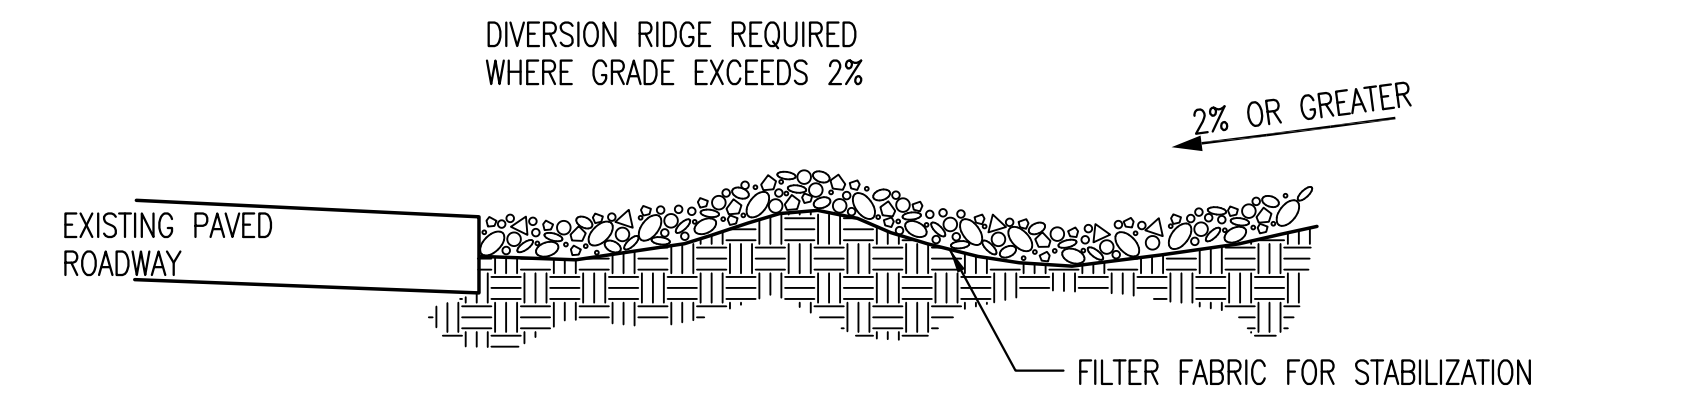 DIVERSION RIDGE REQUIRED
WHERE GRADE EXCEEDS 2%
2% OR GREATER
EXISTING PAVED
ROADWAY
FILTER FABRIC FOR STABILIZATION